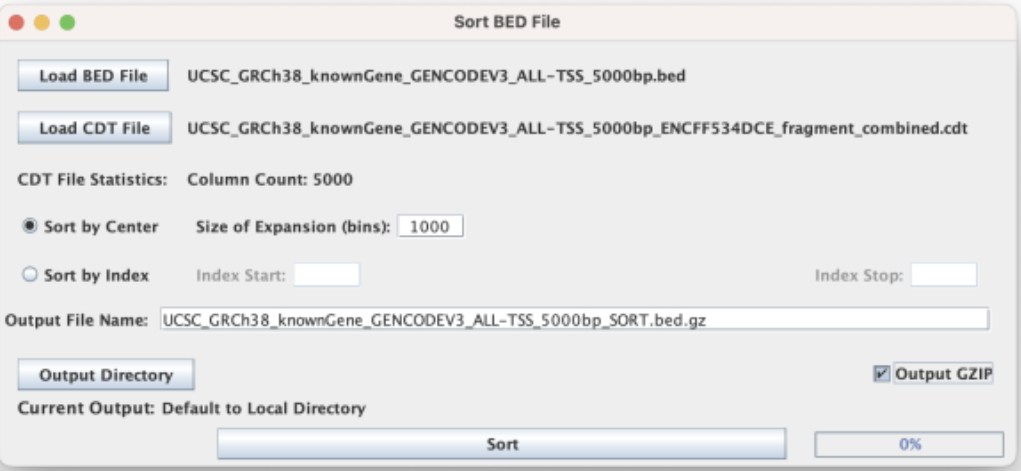 Sort BED File
Load BED File UCSC_GRCh38_knownGene_GENCODEV3_ALL-TSS_5000bp.bed
Load CDT File UCSC_GRCh38_knownGene_GENCODEV3_ALL-TSS_5000bp_ENCFF534DCE_fragment_combined.cdt
CDT File Statistics: Column Count: 5000
Sort by Center Size of Expansion (bins): 1000
Sort by Index Index Start: Index Stop:
Output File Name: UCSC_GRCh38_knownGene_GENCODEV3_ALL-TSS_5000bp_SORT.bed.gz
Output Directory Output GZIP
Current Output: Default to Local Directory
Sort 0%